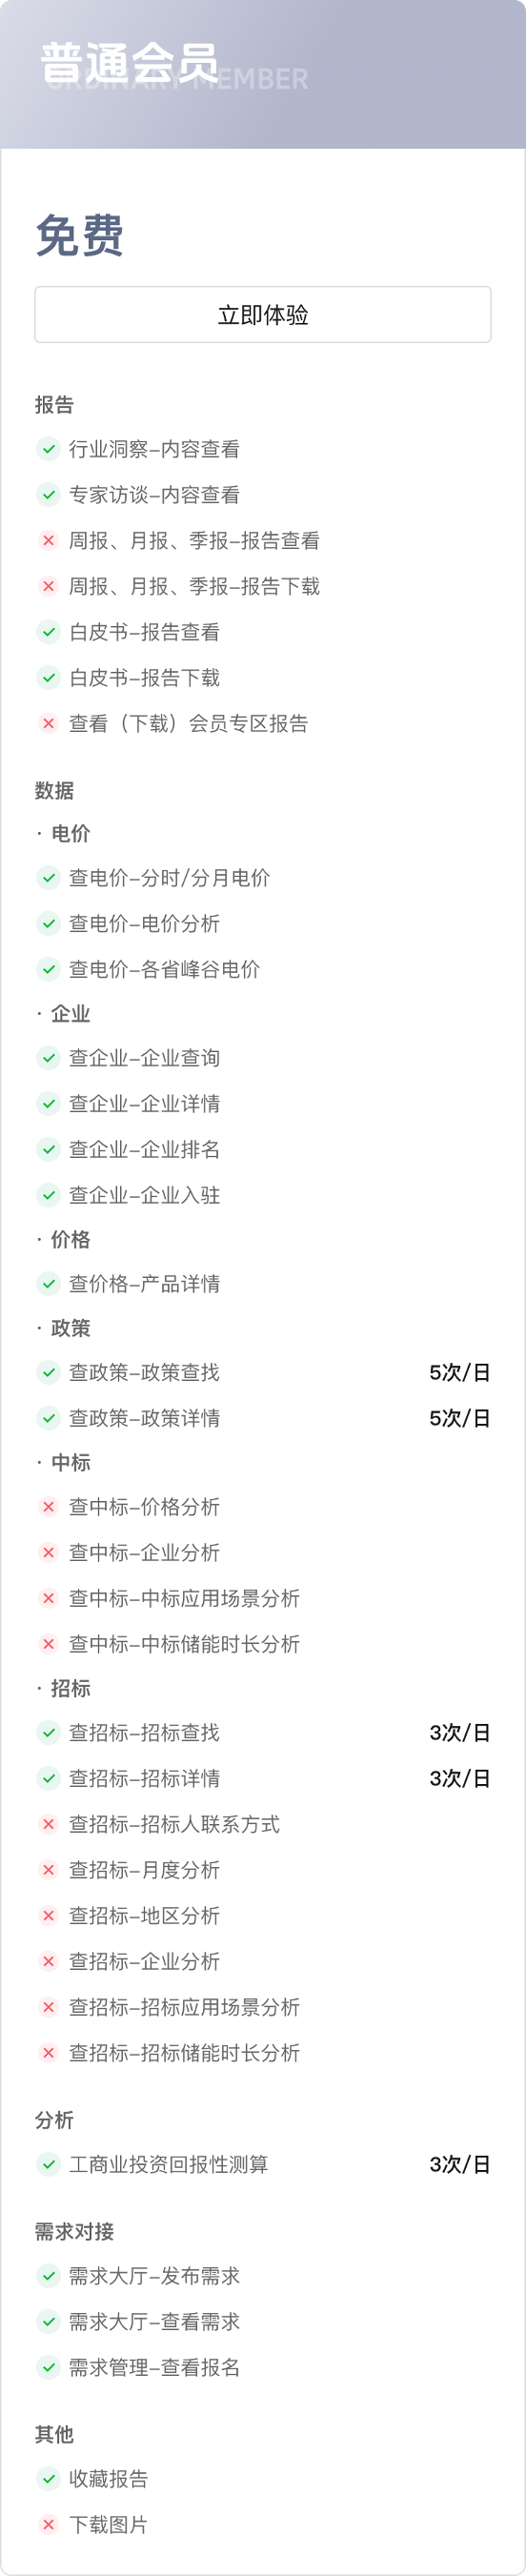 普通会员
ORDINARY MEMBER
免费
立即体验
报告
行业洞察-内容查看
专家访谈-内容查看
周报、月报、季报-报告查看
周报、月报、季报-报告下载
白皮书-报告查看
白皮书-报告下载
查看（下载）会员专区报告
数据
· 电价
查电价-分时/分月电价
查电价-电价分析
查电价-各省峰谷电价
· 企业
查企业-企业查询
查企业-企业详情
查企业-企业排名
查企业-企业入驻
· 价格
查价格-产品详情
· 政策
查政策-政策查找 5次/日
查政策-政策详情 5次/日
· 中标
查中标-价格分析
查中标-企业分析
查中标-中标应用场景分析
查中标-中标储能时长分析
· 招标
查招标-招标查找 3次/日
查招标-招标详情 3次/日
查招标-招标人联系方式
查招标-月度分析
查招标-地区分析
查招标-企业分析
查招标-招标应用场景分析
查招标-招标储能时长分析
分析
工商业投资回报性测算 3次/日
需求对接
需求大厅-发布需求
需求大厅-查看需求
需求管理-查看报名
其他
收藏报告
下载图片